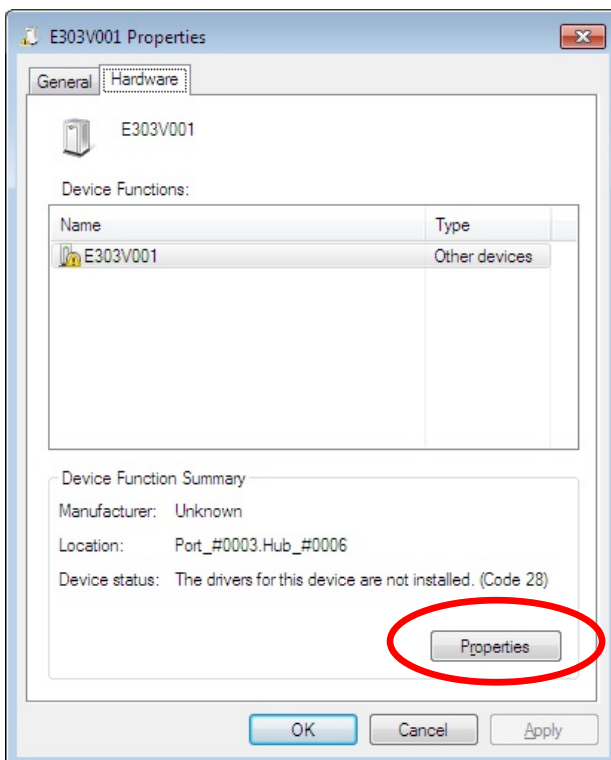 E303V001 Properties
General Hardware
E303V001
Device Functions:
Name Type
E303V001 Other devices
Device Function Summary
Manufacturer: Unknown
Location: Port_#0003.Hub_#0006
Device status: The drivers for this device are not installed. (Code 28)
Properties
OK Cancel Apply